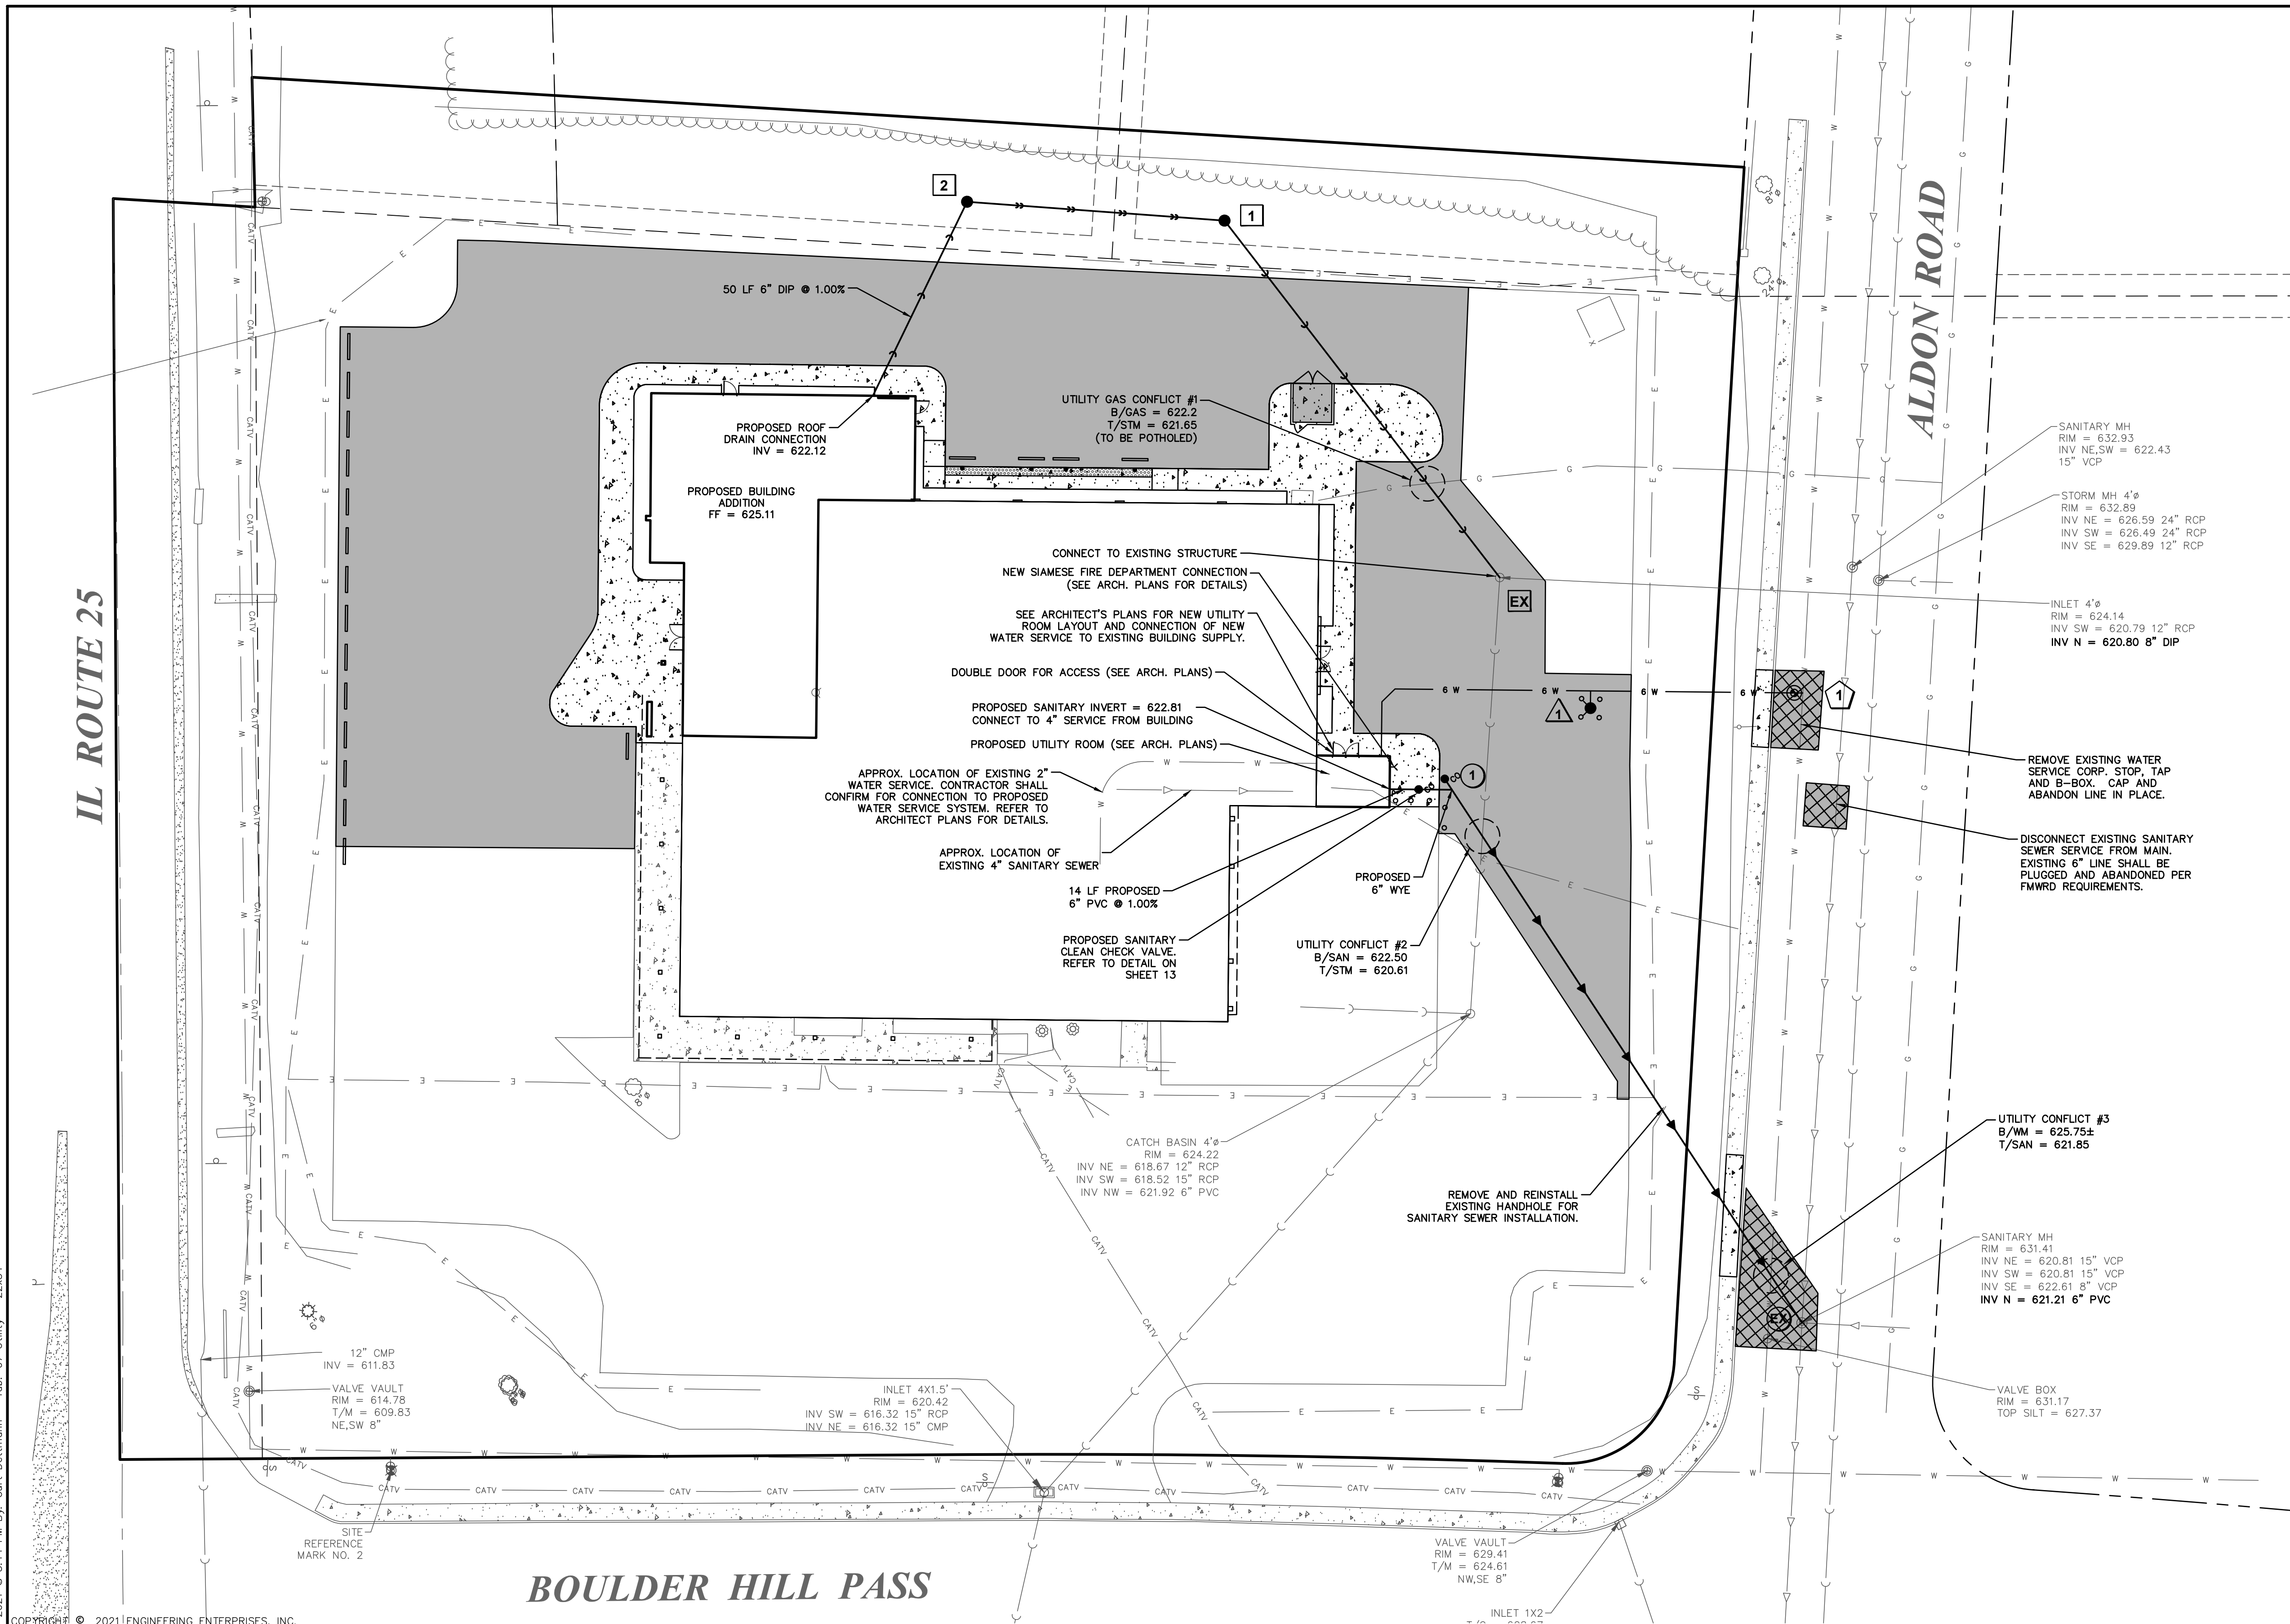 2
1
50 LF 6" DIP @ 1.00%
PROPOSED ROOF
DRAIN CONNECTION
INV = 622.12
PROPOSED BUILDING
ADDITION
FF = 625.11
UTILITY GAS CONFLICT #1
B/GAS = 622.2
T/STM = 621.65
(TO BE POTHOLED)
CONNECT TO EXISTING STRUCTURE
NEW SIAMESE FIRE DEPARTMENT CONNECTION
(SEE ARCH. PLANS FOR DETAILS)
SEE ARCHITECT'S PLANS FOR NEW UTILITY
ROOM LAYOUT AND CONNECTION OF NEW
WATER SERVICE TO EXISTING BUILDING SUPPLY.
DOUBLE DOOR FOR ACCESS (SEE ARCH. PLANS)
PROPOSED SANITARY INVERT = 622.81
CONNECT TO 4" SERVICE FROM BUILDING
PROPOSED UTILITY ROOM (SEE ARCH. PLANS)
APPROX. LOCATION OF EXISTING 2"
WATER SERVICE. CONTRACTOR SHALL
CONFIRM FOR CONNECTION TO PROPOSED
WATER SERVICE SYSTEM. REFER TO
ARCHITECT PLANS FOR DETAILS.
APPROX. LOCATION OF
EXISTING 4" SANITARY SEWER
14 LF PROPOSED
6" PVC @ 1.00%
PROPOSED SANITARY
CLEAN CHECK VALVE.
REFER TO DETAIL ON
SHEET 13
PROPOSED
6" WYE
UTILITY CONFLICT #2
B/SAN = 622.50
T/STM = 620.61
EX
6 W
6 W
6 W
6 W
1
1
1
ALDON ROAD
IL ROUTE 25
SANITARY MH
RIM = 632.93
INV NE,SW = 622.43
15" VCP
STORM MH 4'ø
RIM = 632.89
INV NE = 626.59 24" RCP
INV SW = 626.49 24" RCP
INV SE = 629.89 12" RCP
INLET 4'ø
RIM = 624.14
INV SW = 620.79 12" RCP
INV N = 620.80 8" DIP
REMOVE EXISTING WATER
SERVICE CORP. STOP, TAP
AND B-BOX. CAP AND
ABANDON LINE IN PLACE.
DISCONNECT EXISTING SANITARY
SEWER SERVICE FROM MAIN.
EXISTING 6" LINE SHALL BE
PLUGGED AND ABANDONED PER
FMWRD REQUIREMENTS.
UTILITY CONFLICT #3
B/WM = 625.75±
T/SAN = 621.85
CATCH BASIN 4'ø
RIM = 624.22
INV NE = 618.67 12" RCP
INV SW = 618.52 15" RCP
INV NW = 621.92 6" PVC
REMOVE AND REINSTALL
EXISTING HANDHOLE FOR
SANITARY SEWER INSTALLATION.
SANITARY MH
RIM = 631.41
INV NE = 620.81 15" VCP
INV SW = 620.81 15" VCP
INV SE = 622.61 8" VCP
INV N = 621.21 6" PVC
EX
12" CMP
INV = 611.83
VALVE VAULT
RIM = 614.78
T/M = 609.83
NE,SW 8"
INLET 4X1.5'
RIM = 620.42
INV SW = 616.32 15" RCP
INV NE = 616.32 15" CMP
VALVE BOX
RIM = 631.17
TOP SILT = 627.37
SITE
REFERENCE
MARK NO. 2
VALVE VAULT
RIM = 629.41
T/M = 624.61
NW,SE 8"
INLET 1X2
BOULDER HILL PASS
COPYRIGHT © 2021 ENGINEERING ENTERPRISES, INC.